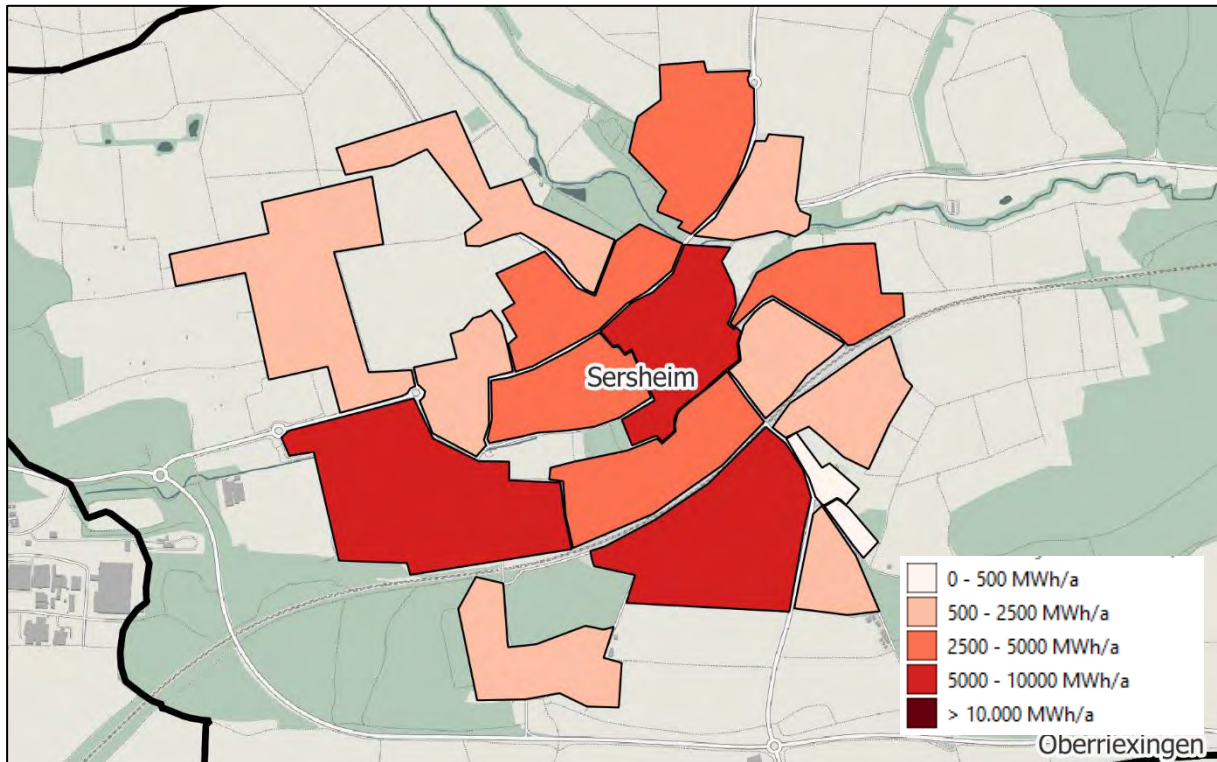 Sersheim
0 - 500 MWh/a
500 - 2500 MWh/a
2500 - 5000 MWh/a
5000 - 10000 MWh/a
> 10.000 MWh/a
Oberriexingen